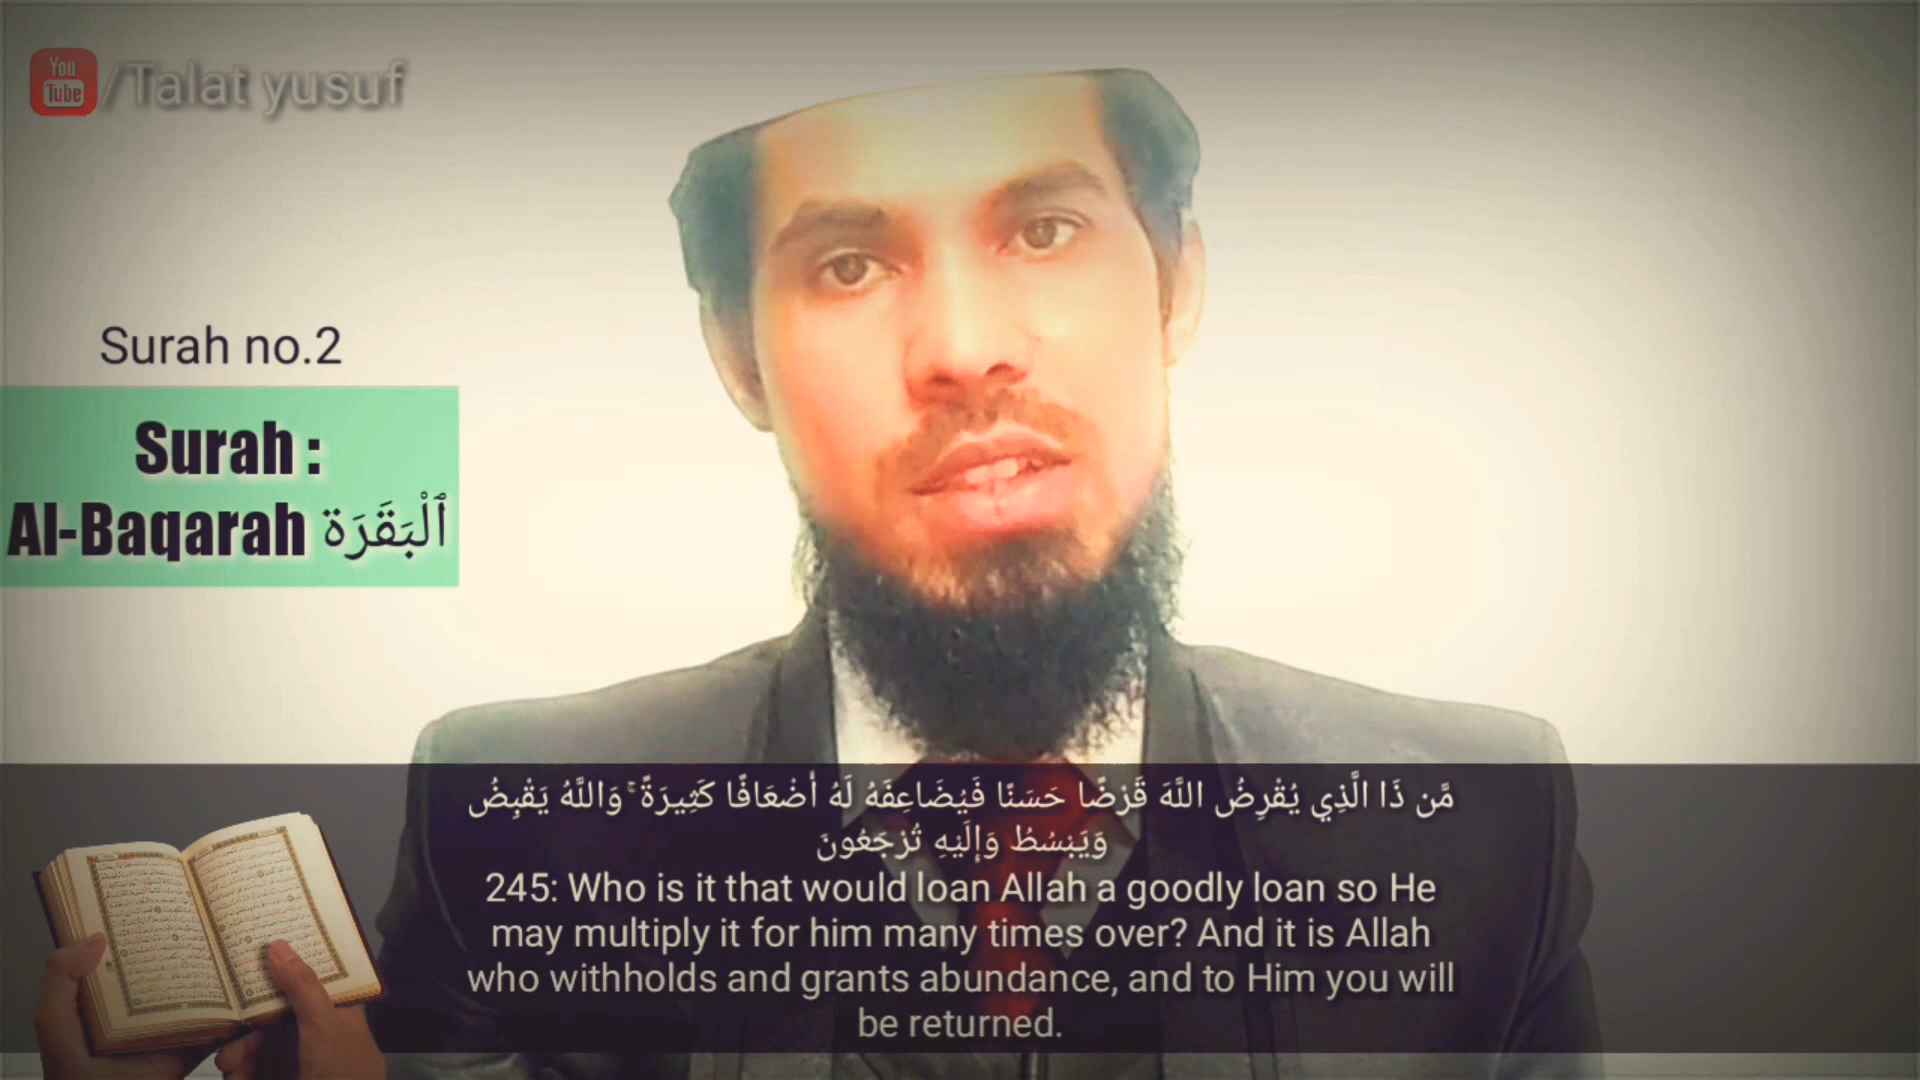 You
Tube
/Talat yusuf
Surah no.2
Surah :
Al-Baqarah ٱلْبَقَرَة
مَّن ذَا الَّذِي يُقْرِضُ اللَّهَ قَرْضًا حَسَنًا فَيُضَاعِفَهُ لَهُ أَضْعَافًا كَثِيرَةً ۚ وَاللَّهُ يَقْبِضُ
وَيَبْسُطُ وَإِلَيْهِ تُرْجَعُونَ
245: Who is it that would loan Allah a goodly loan so He
may multiply it for him many times over? And it is Allah
who withholds and grants abundance, and to Him you will
be returned.